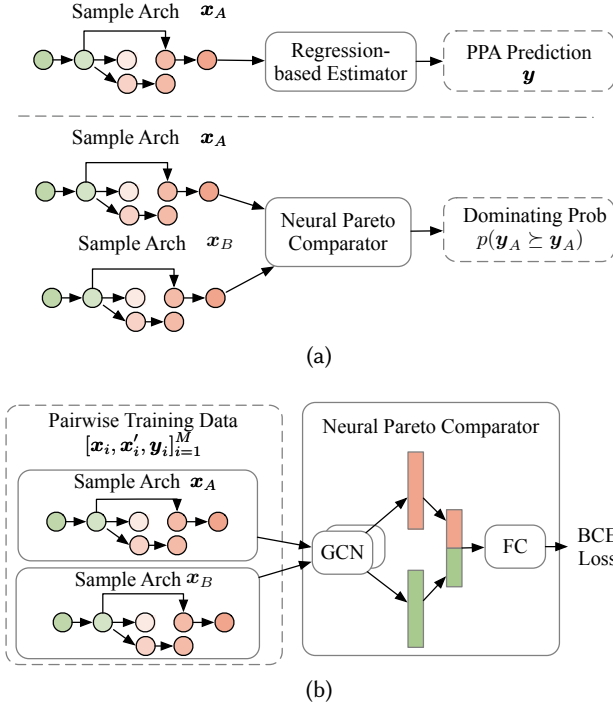 Sample Arch x_A
Regression-
based Estimator
PPA Prediction
y
Sample Arch x_A
Sample Arch x_B
Neural Pareto
Comparator
Dominating Prob
p(y_A ⪰ y_A)
(a)
Pairwise Training Data
[x_i, x'_i, y_i]_{i=1}^M
Sample Arch x_A
Sample Arch x_B
Neural Pareto Comparator
GCN
FC
BCE
Loss
(b)